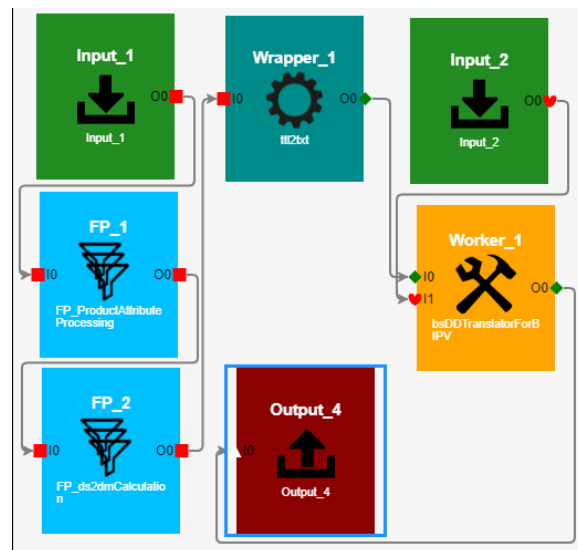 Input_1
O0
Input_1
Wrapper_1
I0
O0
ttl2txt
Input_2
O0
Input_2
FP_1
I0
O0
FP_ProductAttribute
Processing
Worker_1
I0
I1
O0
bsDDTranslatorForB
IPV
FP_2
I0
O0
FP_ds2dmCalculatio
n
Output_4
I0
Output_4